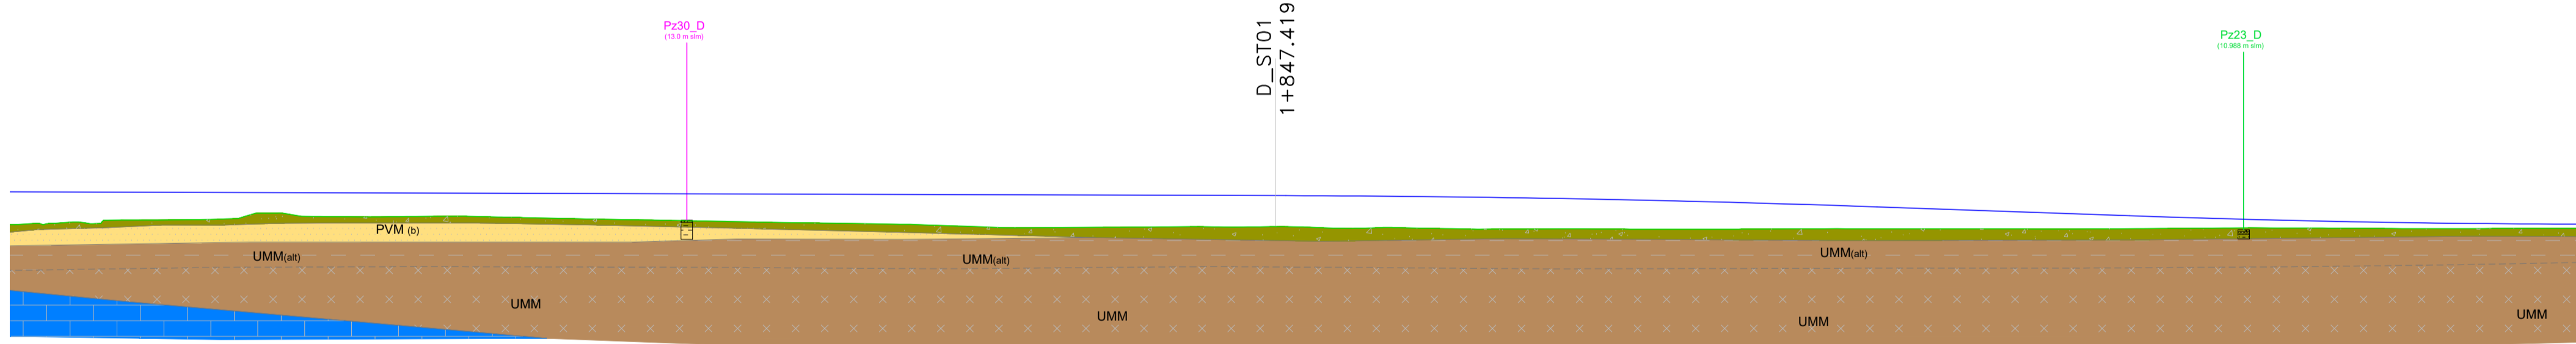 Pz30_D
(13.0 m slm)
D_ST01
1+847.419
Pz23_D
(10.988 m slm)
PVM (b)
UMM(alt)
UMM(alt)
UMM(alt)
UMM
UMM
UMM
UMM